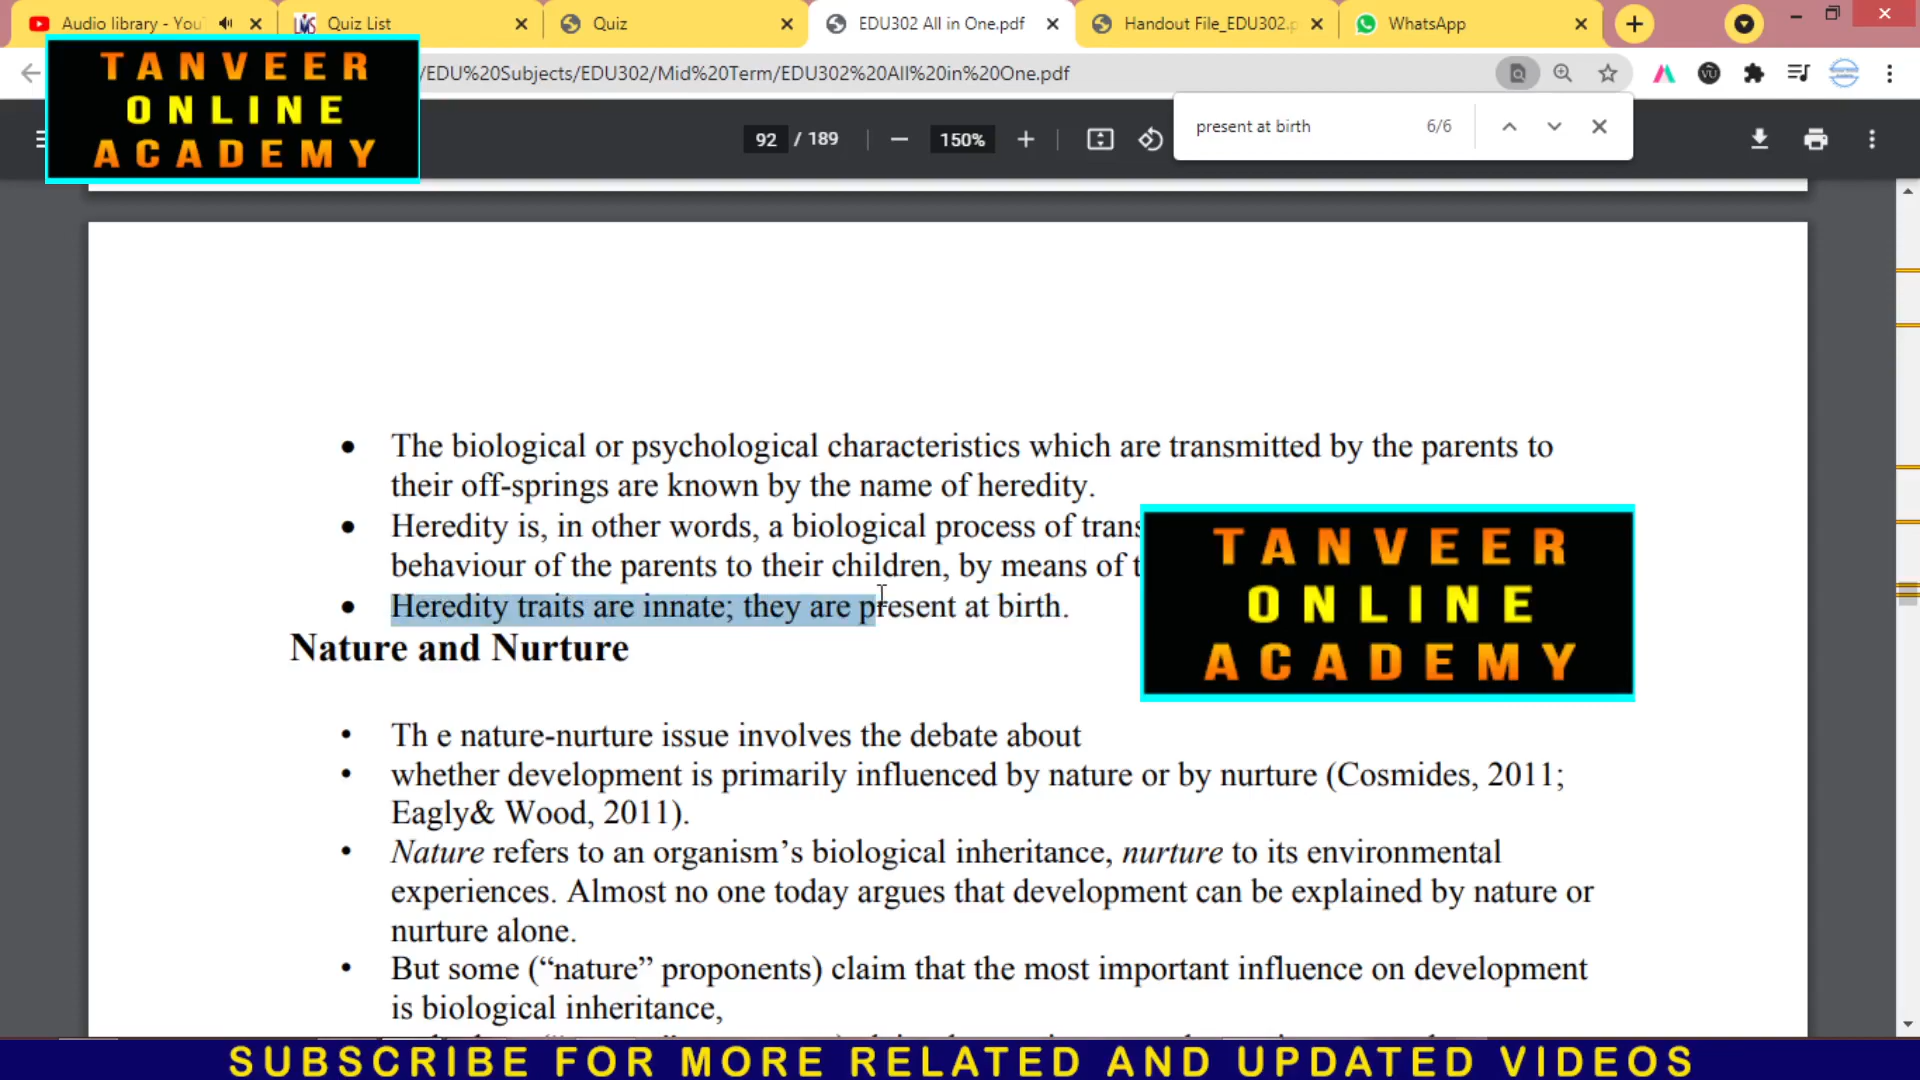 Audio library - You
Quiz List
Quiz
EDU302 All in One.pdf
Handout File_EDU302.p
WhatsApp
/EDU%20Subjects/EDU302/Mid%20Term/EDU302%20All%20in%20One.pdf
TANVEER
ONLINE
ACADEMY
92 / 189
150%
present at birth
6/6
• The biological or psychological characteristics which are transmitted by the parents to
their off-springs are known by the name of heredity.
• Heredity is, in other words, a biological process of trans
behaviour of the parents to their children, by means of t
• Heredity traits are innate; they are present at birth.
TANVEER
ONLINE
ACADEMY
Nature and Nurture
• Th e nature-nurture issue involves the debate about
• whether development is primarily influenced by nature or by nurture (Cosmides, 2011;
Eagly& Wood, 2011).
• Nature refers to an organism’s biological inheritance, nurture to its environmental
experiences. Almost no one today argues that development can be explained by nature or
nurture alone.
• But some (“nature” proponents) claim that the most important influence on development
is biological inheritance,
SUBSCRIBE FOR MORE RELATED AND UPDATED VIDEOS